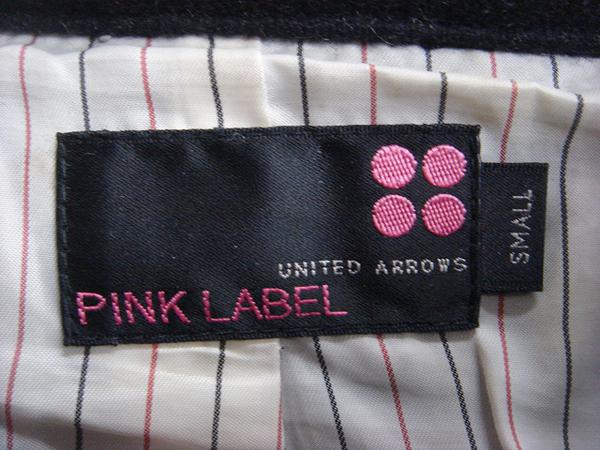 UNITED ARROWS
PINK LABEL
SMALL